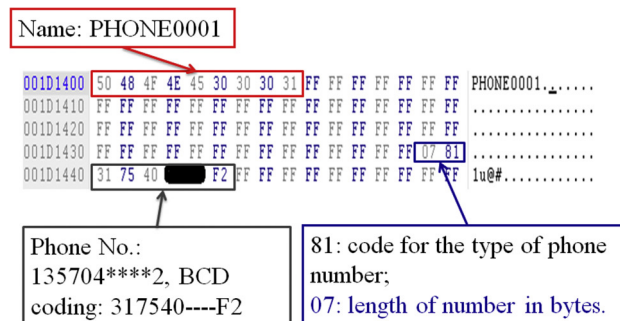 Name: PHONE0001
001D1400 50 48 4F 4E 45 30 30 30 31 FF FF FF FF FF FF FF PHONE0001.......
001D1410 FF FF FF FF FF FF FF FF FF FF FF FF FF FF FF FF ................
001D1420 FF FF FF FF FF FF FF FF FF FF FF FF FF FF FF FF ................
001D1430 FF FF FF FF FF FF FF FF FF FF FF FF FF FF 07 81 ................
001D1440 31 75 40 F2 FF FF FF FF FF FF FF FF FF FF 1u@#............
Phone No.:
135704****2, BCD
coding: 317540----F2
81: code for the type of phone
number;
07: length of number in bytes.